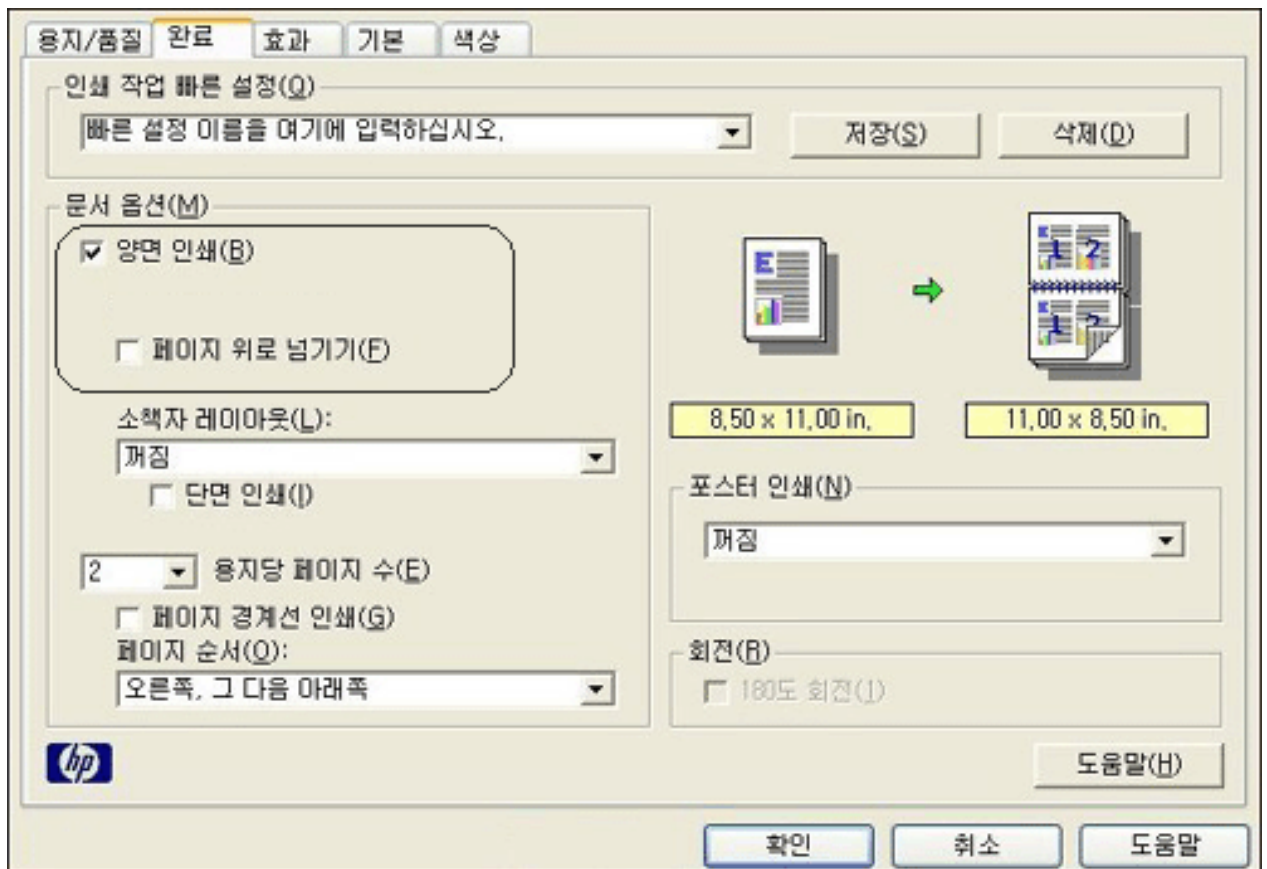 용지/품질 완료 효과 기본 색상
인쇄 작업 빠른 설정(Q)
빠른 설정 이름을 여기에 입력하십시오. 저장(S) 삭제(D)
문서 옵션(M)
양면 인쇄(B)
페이지 위로 넘기기(F)
소책자 레이아웃(L):
꺼짐
단면 인쇄(I)
2 용지당 페이지 수(E)
페이지 경계선 인쇄(G)
페이지 순서(O):
오른쪽, 그 다음 아래쪽
E
1 2
1 2
8,50 x 11,00 in, 11,00 x 8,50 in,
포스터 인쇄(N)
꺼짐
회전(R)
180도 회전(1)
hp
도움말(H)
확인 취소 도움말